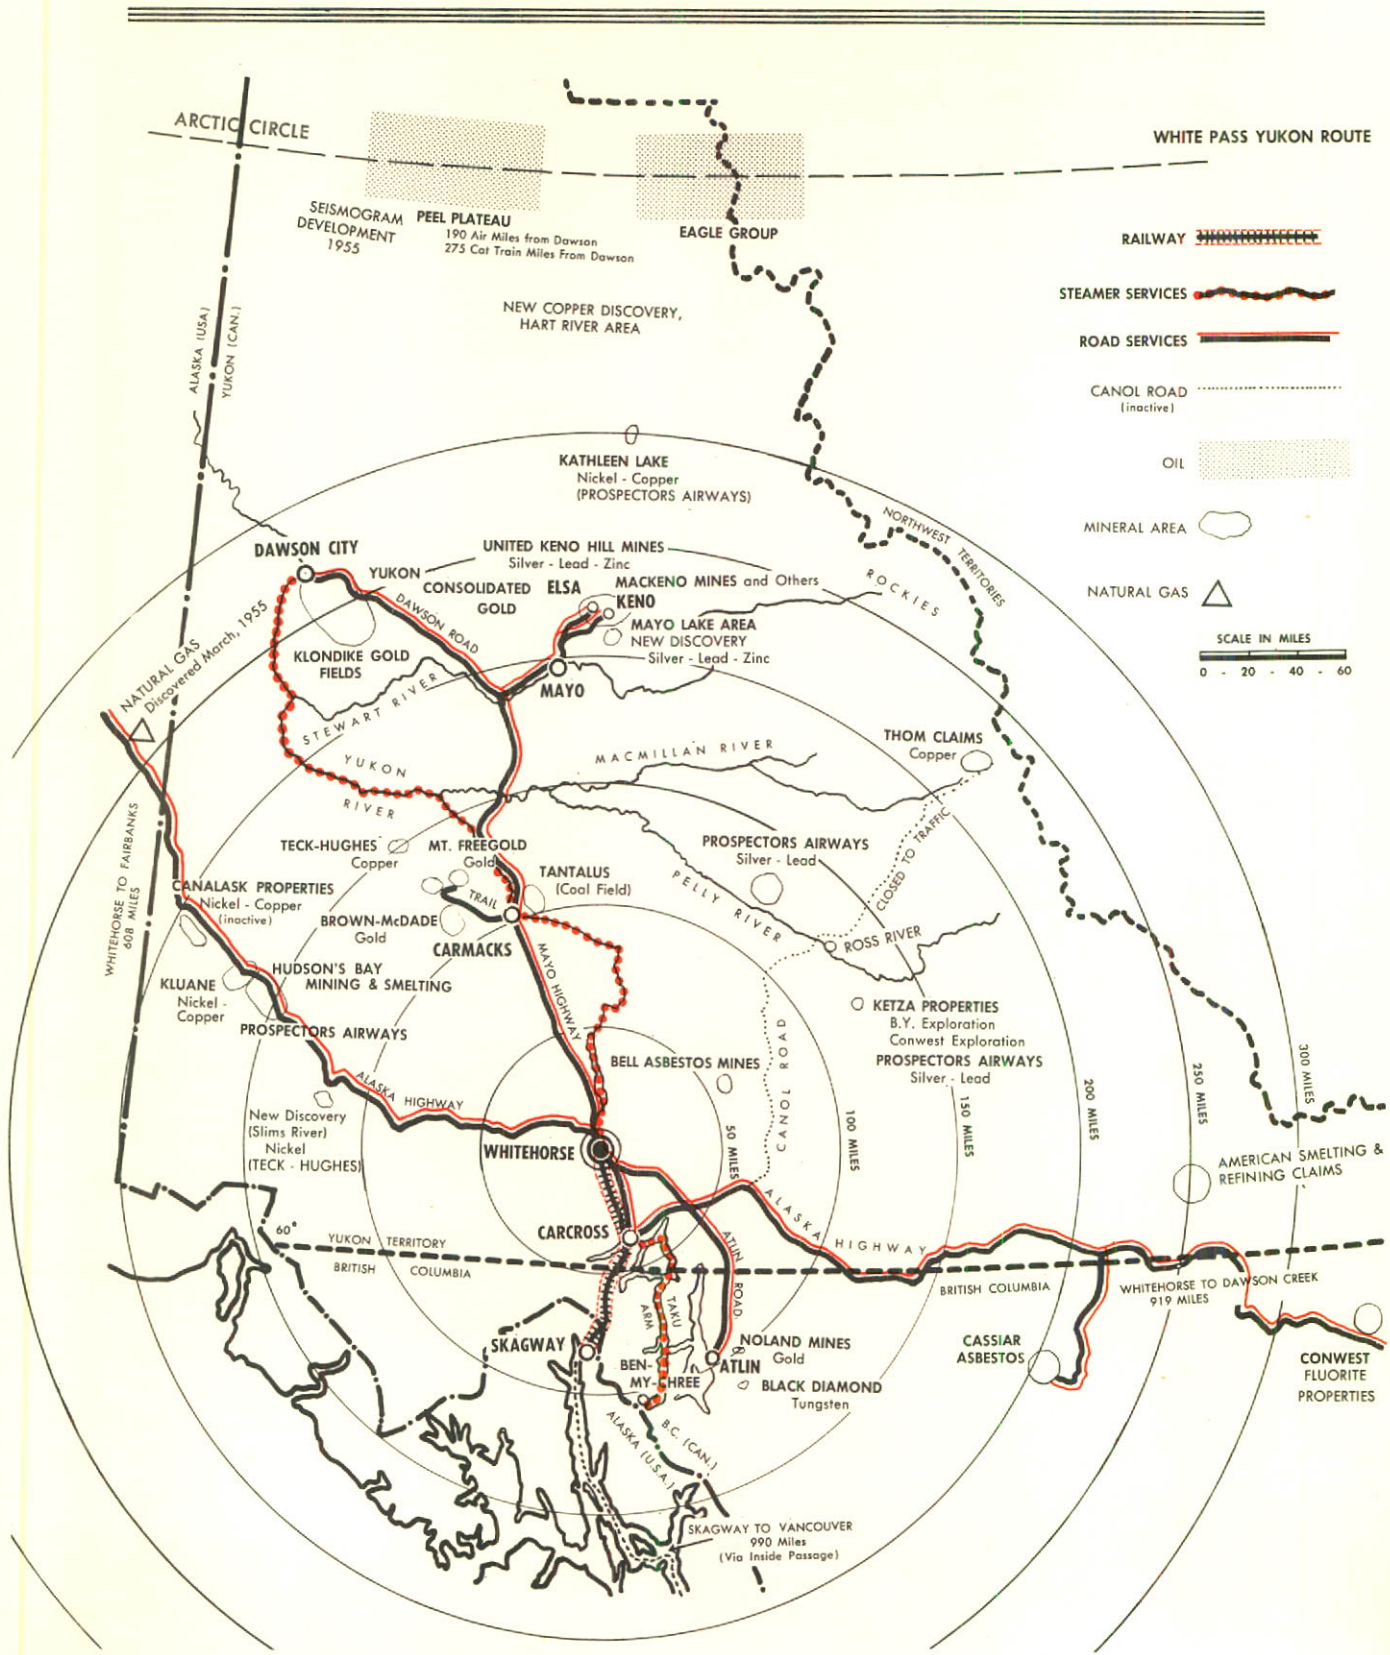 ARCTIC CIRCLE
WHITE PASS YUKON ROUTE
SEISMOGRAM
DEVELOPMENT
1955
PEEL PLATEAU
190 Air Miles from Dawson
275 Cat Train Miles From Dawson
EAGLE GROUP
RAILWAY
STEAMER SERVICES
ROAD SERVICES
CANOL ROAD
(inactive)
OIL
MINERAL AREA
NATURAL GAS
SCALE IN MILES
0 - 20 - 40 - 60
NEW COPPER DISCOVERY,
HART RIVER AREA
ALASKA (USA)
YUKON (CAN.)
KATHLEEN LAKE
Nickel - Copper
(PROSPECTORS AIRWAYS)
NORTHWEST TERRITORIES
ROCKIES
DAWSON CITY
UNITED KENO HILL MINES
Silver - Lead - Zinc
YUKON
CONSOLIDATED
GOLD
ELSA
MACKENO MINES and Others
KENO
DAWSON ROAD
MAYO LAKE AREA
NEW DISCOVERY
Silver - Lead - Zinc
KLONDIKE GOLD
FIELDS
MAYO
NATURAL GAS
Discovered March, 1955
STEWART RIVER
YUKON
RIVER
MACMILLAN RIVER
THOM CLAIMS
Copper
CLOSED TO TRAFFIC
WHITEHORSE TO FAIRBANKS
608 MILES
TECK-HUGHES
Copper
MT. FREEGOLD
Gold
PROSPECTORS AIRWAYS
Silver - Lead
TANTALUS
(Coal Field)
TRAIL
PELLY RIVER
CANALASK PROPERTIES
Nickel - Copper
(inactive)
BROWN-McDADE
Gold
CARMACKS
MAYO HIGHWAY
ROSS RIVER
HUDSON'S BAY
MINING & SMELTING
KLUANE
Nickel -
Copper
PROSPECTORS AIRWAYS
KETZA PROPERTIES
B.Y. Exploration
Conwest Exploration
PROSPECTORS AIRWAYS
Silver - Lead
BELL ASBESTOS MINES
CANOL ROAD
ALASKA HIGHWAY
New Discovery
(Slims River)
Nickel
(TECK - HUGHES)
WHITEHORSE
50 MILES
100 MILES
150 MILES
200 MILES
250 MILES
300 MILES
AMERICAN SMELTING &
REFINING CLAIMS
CARCROSS
ALASKA HIGHWAY
ATLIN
ROAD
60°
YUKON TERRITORY
BRITISH COLUMBIA
BRITISH COLUMBIA
WHITEHORSE TO DAWSON CREEK
919 MILES
TAKU
ARM
SKAGWAY
NOLAND MINES
Gold
ATLIN
BEN-
MY-CHREE
BLACK DIAMOND
Tungsten
CASSIAR
ASBESTOS
CONWEST
FLUORITE
PROPERTIES
B.C. (CAN.)
ALASKA (U.S.A.)
SKAGWAY TO VANCOUVER
990 Miles
(Via Inside Passage)